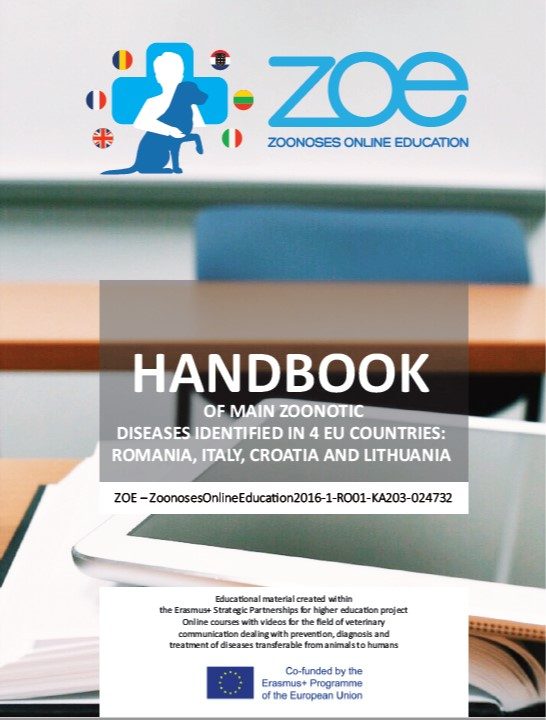 zoe
ZOONOSES ONLINE EDUCATION
HANDBOOK
OF MAIN ZOONOTIC
DISEASES IDENTIFIED IN 4 EU COUNTRIES:
ROMANIA, ITALY, CROATIA AND LITHUANIA
ZOE – ZoonosesOnlineEducation2016-1-RO01-KA203-024732
Educational material created within
the Erasmus+ Strategic Partnerships for higher education project
Online courses with videos for the field of veterinary
communication dealing with prevention, diagnosis and
treatment of diseases transferable from animals to humans
Co-funded by the
Erasmus+ Programme
of the European Union